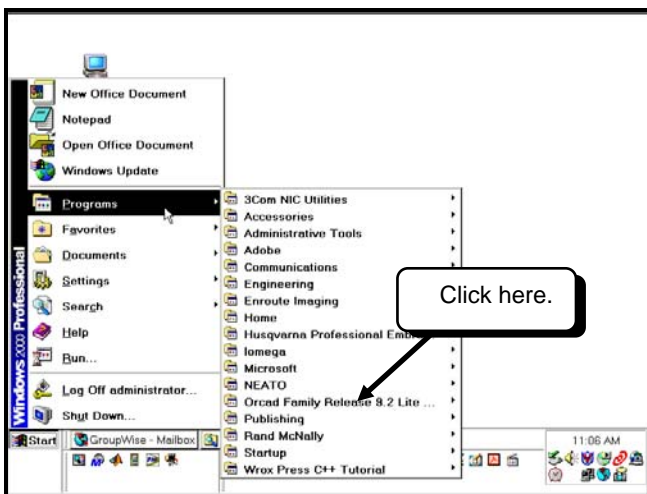 New Office Document
Notepad
Open Office Document
Windows Update
Programs
Favorites
Documents
Settings
Search
Help
Run...
Log Off administrator...
Shut Down...
Windows 2000 Professional
3Com NIC Utilities
Accessories
Administrative Tools
Adobe
Communications
Engineering
Enroute Imaging
Home
Husqvarna Professional
Iomega
Microsoft
NEATO
Orcad Family Release 9.2 Lite ...
Publishing
Rand McNally
Startup
Wrox Press C++ Tutorial
Click here.
Start
GroupWise - Mailbox
11:06 AM